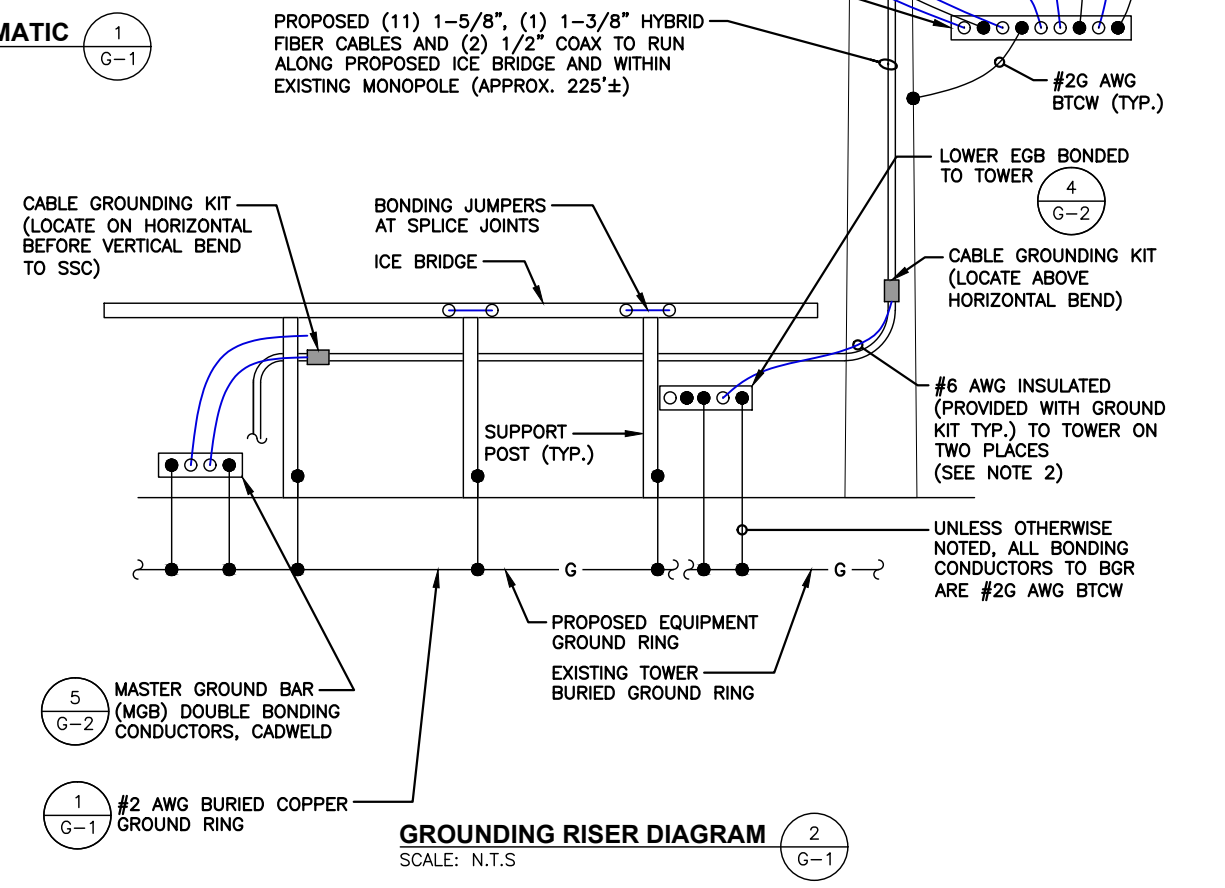 MATIC
1
G-1
PROPOSED (11) 1-5/8", (1) 1-3/8" HYBRID
FIBER CABLES AND (2) 1/2" COAX TO RUN
ALONG PROPOSED ICE BRIDGE AND WITHIN
EXISTING MONOPOLE (APPROX. 225'±)
#2G AWG
BTCW (TYP.)
LOWER EGB BONDED
TO TOWER
4
G-2
CABLE GROUNDING KIT
(LOCATE ON HORIZONTAL
BEFORE VERTICAL BEND
TO SSC)
BONDING JUMPERS
AT SPLICE JOINTS
ICE BRIDGE
CABLE GROUNDING KIT
(LOCATE ABOVE
HORIZONTAL BEND)
#6 AWG INSULATED
(PROVIDED WITH GROUND
KIT TYP.) TO TOWER ON
TWO PLACES
(SEE NOTE 2)
SUPPORT
POST (TYP.)
UNLESS OTHERWISE
NOTED, ALL BONDING
CONDUCTORS TO BGR
ARE #2G AWG BTCW
G
G
PROPOSED EQUIPMENT
GROUND RING
EXISTING TOWER
BURIED GROUND RING
5
G-2
MASTER GROUND BAR
(MGB) DOUBLE BONDING
CONDUCTORS, CADWELD
1
G-1
#2 AWG BURIED COPPER
GROUND RING
GROUNDING RISER DIAGRAM
SCALE: N.T.S
2
G-1